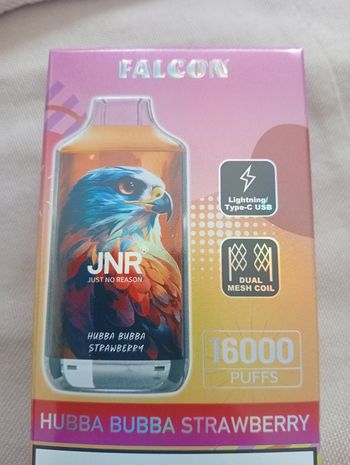 FALCON
Lightning/
Type-C USB
JNR®
JUST NO REASON
DUAL
MESH COIL
HUBBA BUBBA
STRAWBERRY
16000
PUFFS
HUBBA BUBBA STRAWBERRY